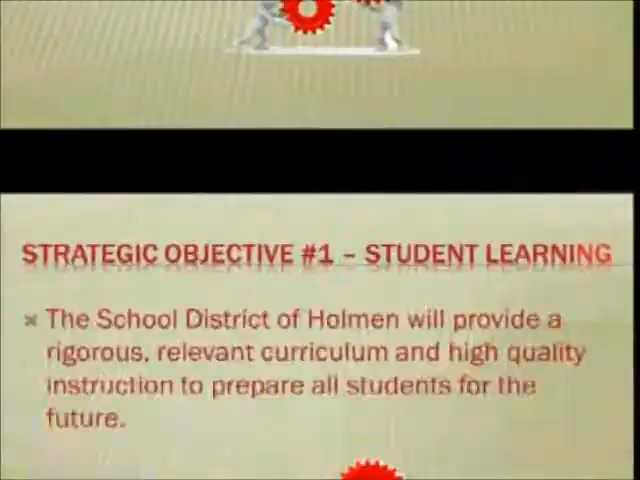 STRATEGIC OBJECTIVE #1 – STUDENT LEARNING
The School District of Holmen will provide a
rigorous, relevant curriculum and high quality
instruction to prepare all students for the
future.